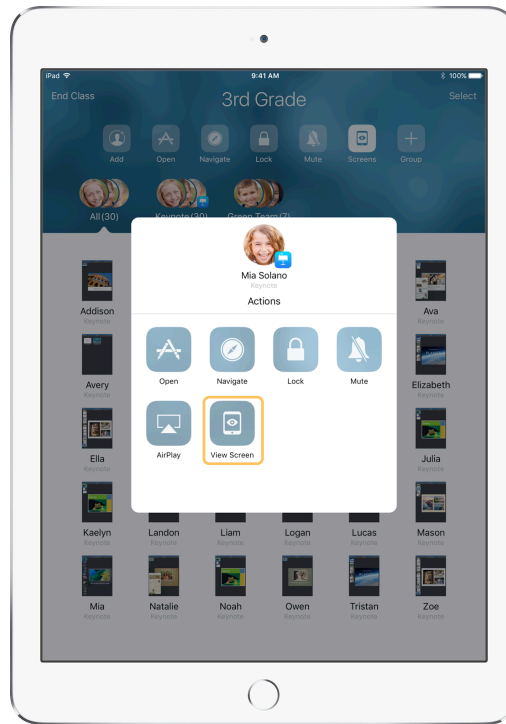 iPad 9:41 AM 100%
End Class 3rd Grade Select
Add Open Navigate Lock Mute Screens Group
All (30) Keynote (30) Green Team (7)
Mia Solano
Keynote
Actions
Open Navigate Lock Mute
AirPlay View Screen
Addison Ava
Keynote Keynote
Avery Elizabeth
Keynote Keynote
Ella Julia
Keynote Keynote
Kaelyn Landon Liam Logan Lucas Mason
Keynote Keynote Keynote Keynote Keynote Keynote
Mia Natalie Noah Owen Tristan Zoe
Keynote Keynote Keynote Keynote Keynote Keynote